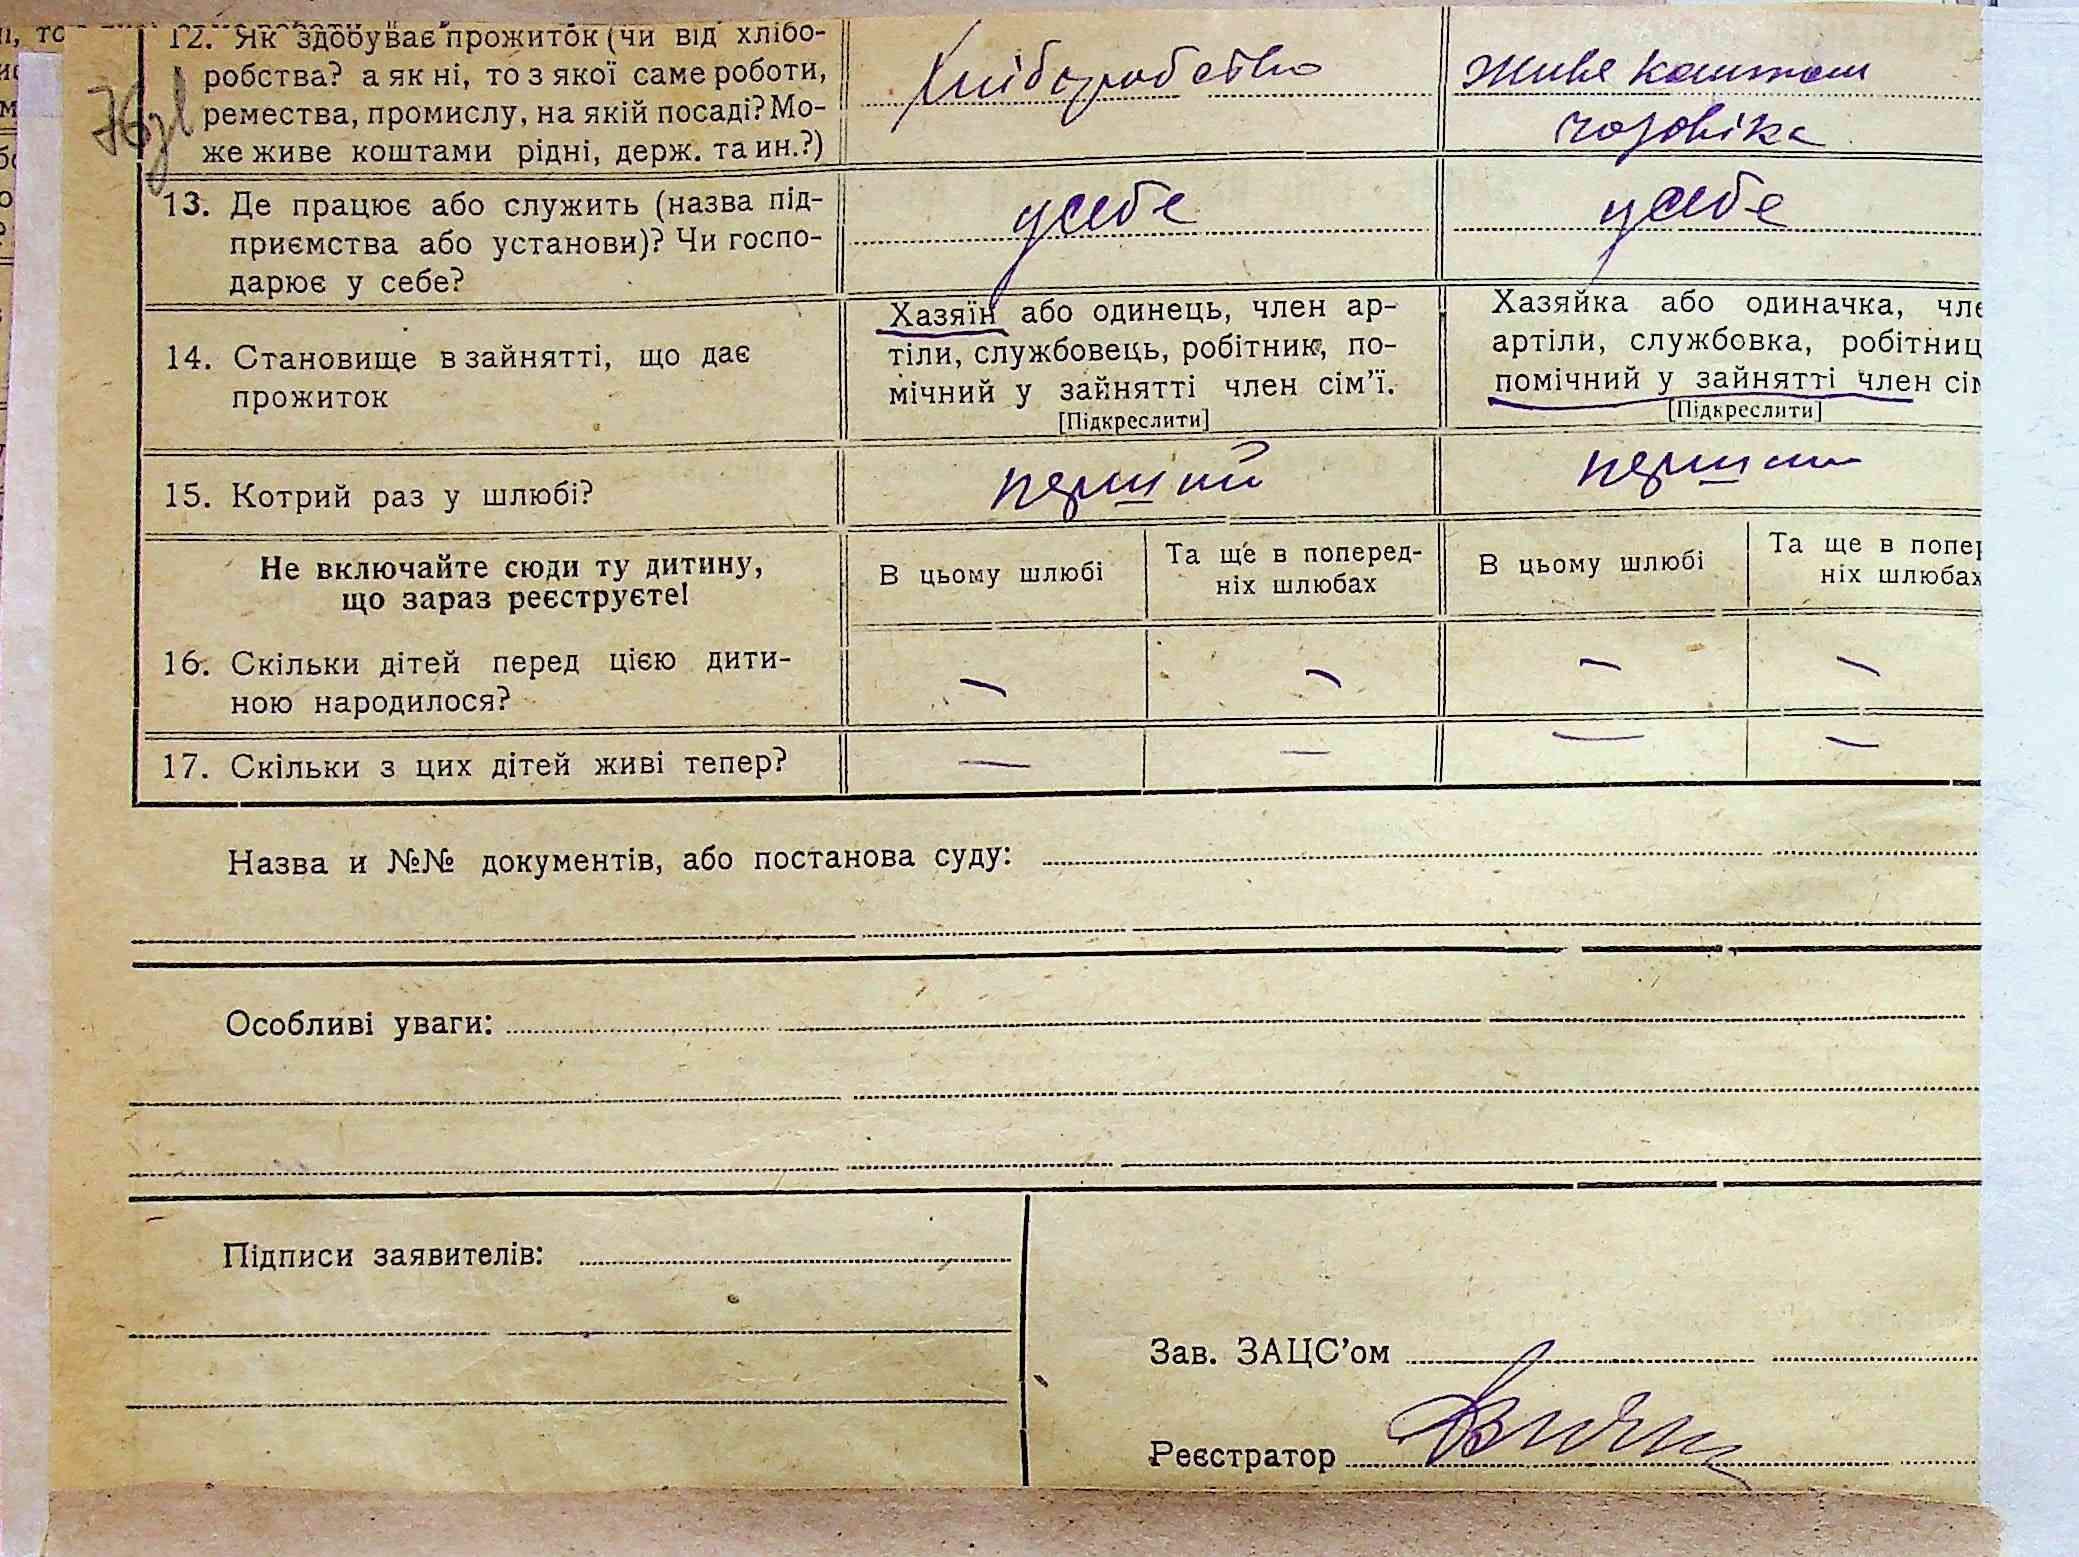 12. Як здобуває прожиток (чи від хлібо-
робства? а як ні, то з якої саме роботи,
ремества, промислу, на якій посаді? Мо-
же живе коштами рідні, держ. та ин.?)
Хліборобство
живе коштом
чоловіка
13. Де працює або служить (назва під-
приємства або установи)? Чи госпо-
дарює у себе?
у себе
у себе
14. Становище в зайнятті, що дає
прожиток
Хазяїн або одинець, член ар-
тіли, службовець, робітник, по-
мічний у зайнятті член сім'ї.
[Підкреслити]
Хазяйка або одиначка, чле
артіли, службовка, робітниц
помічний у зайнятті член сім
[Підкреслити]
15. Котрий раз у шлюбі?
перший
перший
Не включайте сюди ту дитину,
що зараз реєструєте!
В цьому шлюбі
Та ще в поперед-
ніх шлюбах
В цьому шлюбі
Та ще в попер
ніх шлюбах
16. Скільки дітей перед цією дити-
ною народилося?
— — — —
17. Скільки з цих дітей живі тепер?
— — — —
Назва и №№ документів, або постанова суду:
Особливі уваги:
Підписи заявителів:
Зав. ЗАЦС'ом
Реєстратор